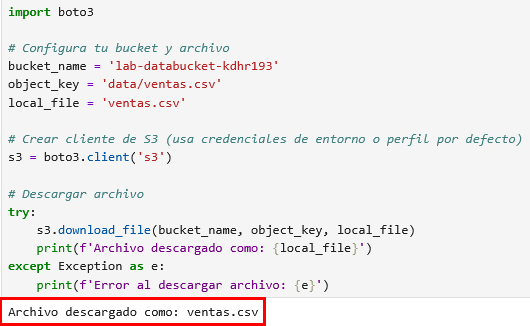 import boto3
# Configura tu bucket y archivo
bucket_name = 'lab-databucket-kdhr193'
object_key = 'data/ventas.csv'
local_file = 'ventas.csv'
# Crear cliente de S3 (usa credenciales de entorno o perfil por defecto)
s3 = boto3.client('s3')
# Descargar archivo
try:
    s3.download_file(bucket_name, object_key, local_file)
    print(f'Archivo descargado como: {local_file}')
except Exception as e:
    print(f'Error al descargar archivo: {e}')
Archivo descargado como: ventas.csv